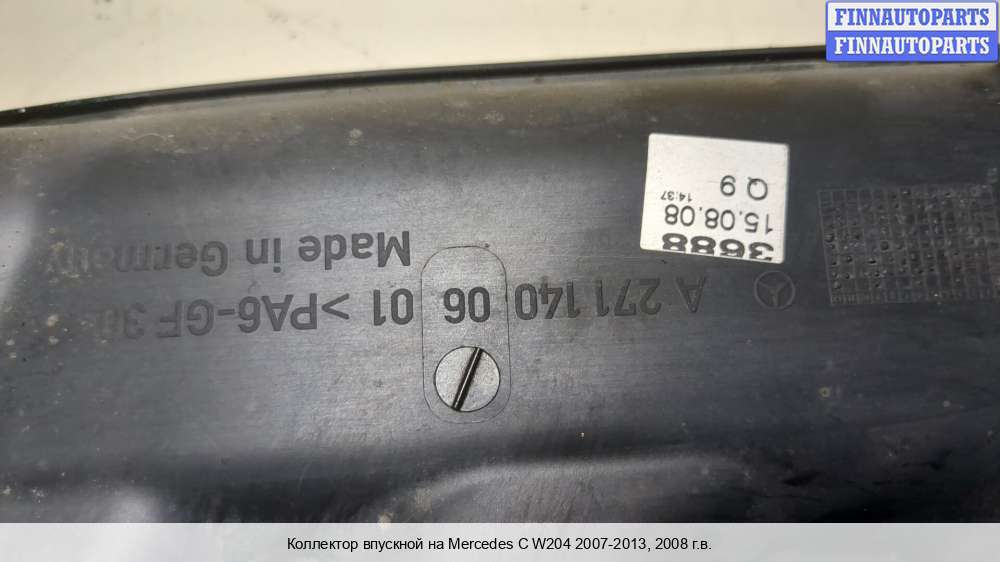 FINNAUTOPARTS
FINNAUTOPARTS
3688
15.08.08
14:37
Q 9
A 271 140 06 01 >PA6-GF 30
Made in Germany
Коллектор впускной на Mercedes C W204 2007-2013, 2008 г.в.